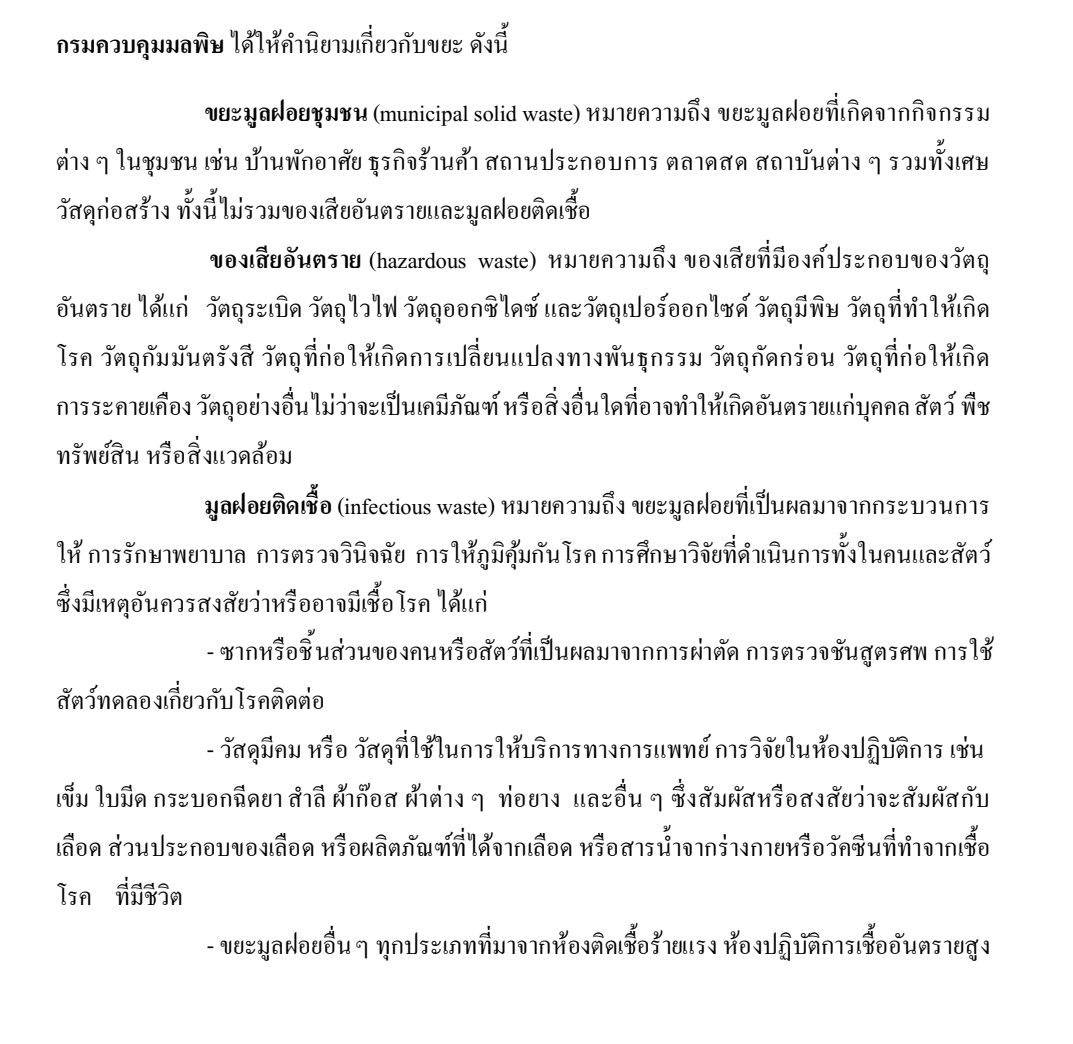 กรมควบคุมมลพิษ ได้ให้คำนิยามเกี่ยวกับขยะ ดังนี้
ขยะมูลฝอยชุมชน (municipal solid waste) หมายความถึง ขยะมูลฝอยที่เกิดจากกิจกรรม
ต่าง ๆ ในชุมชน เช่น บ้านพักอาศัย ธุรกิจร้านค้า สถานประกอบการ ตลาดสด สถาบันต่าง ๆ รวมทั้งเศษ
วัสดุก่อสร้าง ทั้งนี้ไม่รวมของเสียอันตรายและมูลฝอยติดเชื้อ
ของเสียอันตราย (hazardous waste) หมายความถึง ของเสียที่มีองค์ประกอบของวัตถุ
อันตราย ได้แก่ วัตถุระเบิด วัตถุไวไฟ วัตถุออกซิไดซ์ และวัตถุเปอร์ออกไซด์ วัตถุมีพิษ วัตถุที่ทำให้เกิด
โรค วัตถุกัมมันตรังสี วัตถุที่ก่อให้เกิดการเปลี่ยนแปลงทางพันธุกรรม วัตถุกัดกร่อน วัตถุที่ก่อให้เกิด
การระคายเคือง วัตถุอย่างอื่นไม่ว่าจะเป็นเคมีภัณฑ์ หรือสิ่งอื่นใดที่อาจทำให้เกิดอันตรายแก่บุคคล สัตว์ พืช
ทรัพย์สิน หรือสิ่งแวดล้อม
มูลฝอยติดเชื้อ (infectious waste) หมายความถึง ขยะมูลฝอยที่เป็นผลมาจากกระบวนการ
ให้ การรักษาพยาบาล การตรวจวินิจฉัย การให้ภูมิคุ้มกันโรค การศึกษาวิจัยที่ดำเนินการทั้งในคนและสัตว์
ซึ่งมีเหตุอันควรสงสัยว่าหรืออาจมีเชื้อโรค ได้แก่
- ซากหรือชิ้นส่วนของคนหรือสัตว์ที่เป็นผลมาจากการผ่าตัด การตรวจชันสูตรศพ การใช้
สัตว์ทดลองเกี่ยวกับโรคติดต่อ
- วัสดุมีคม หรือ วัสดุที่ใช้ในการให้บริการทางการแพทย์ การวิจัยในห้องปฏิบัติการ เช่น
เข็ม ใบมีด กระบอกฉีดยา สำลี ผ้าก๊อส ผ้าต่าง ๆ ท่อยาง และอื่น ๆ ซึ่งสัมผัสหรือสงสัยว่าจะสัมผัสกับ
เลือด ส่วนประกอบของเลือด หรือผลิตภัณฑ์ที่ได้จากเลือด หรือสารน้ำจากร่างกายหรือวัคซีนที่ทำจากเชื้อ
โรค ที่มีชีวิต
- ขยะมูลฝอยอื่น ๆ ทุกประเภทที่มาจากห้องติดเชื้อร้ายแรง ห้องปฏิบัติการเชื้ออันตรายสูง